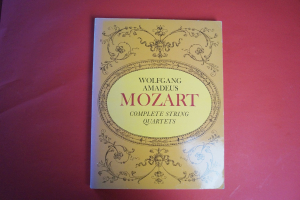 WOLFGANG
AMADEUS
MOZART
COMPLETE STRING
QUARTETS